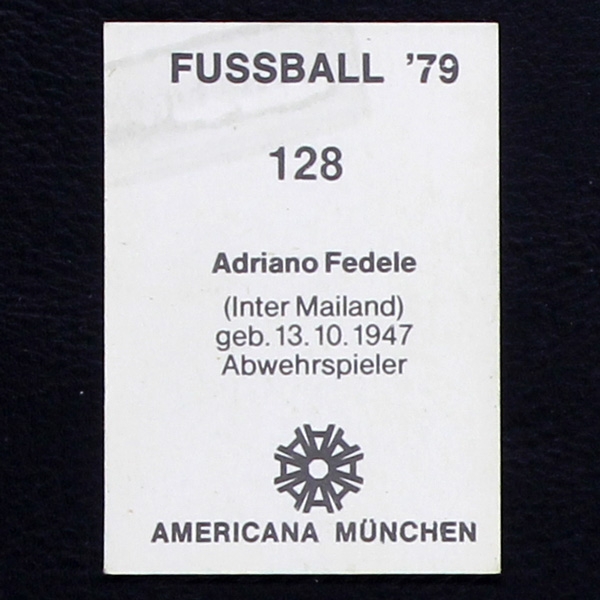 FUSSBALL '79
128
Adriano Fedele
(Inter Mailand)
geb. 13. 10. 1947
Abwehrspieler
AMERICANA MÜNCHEN